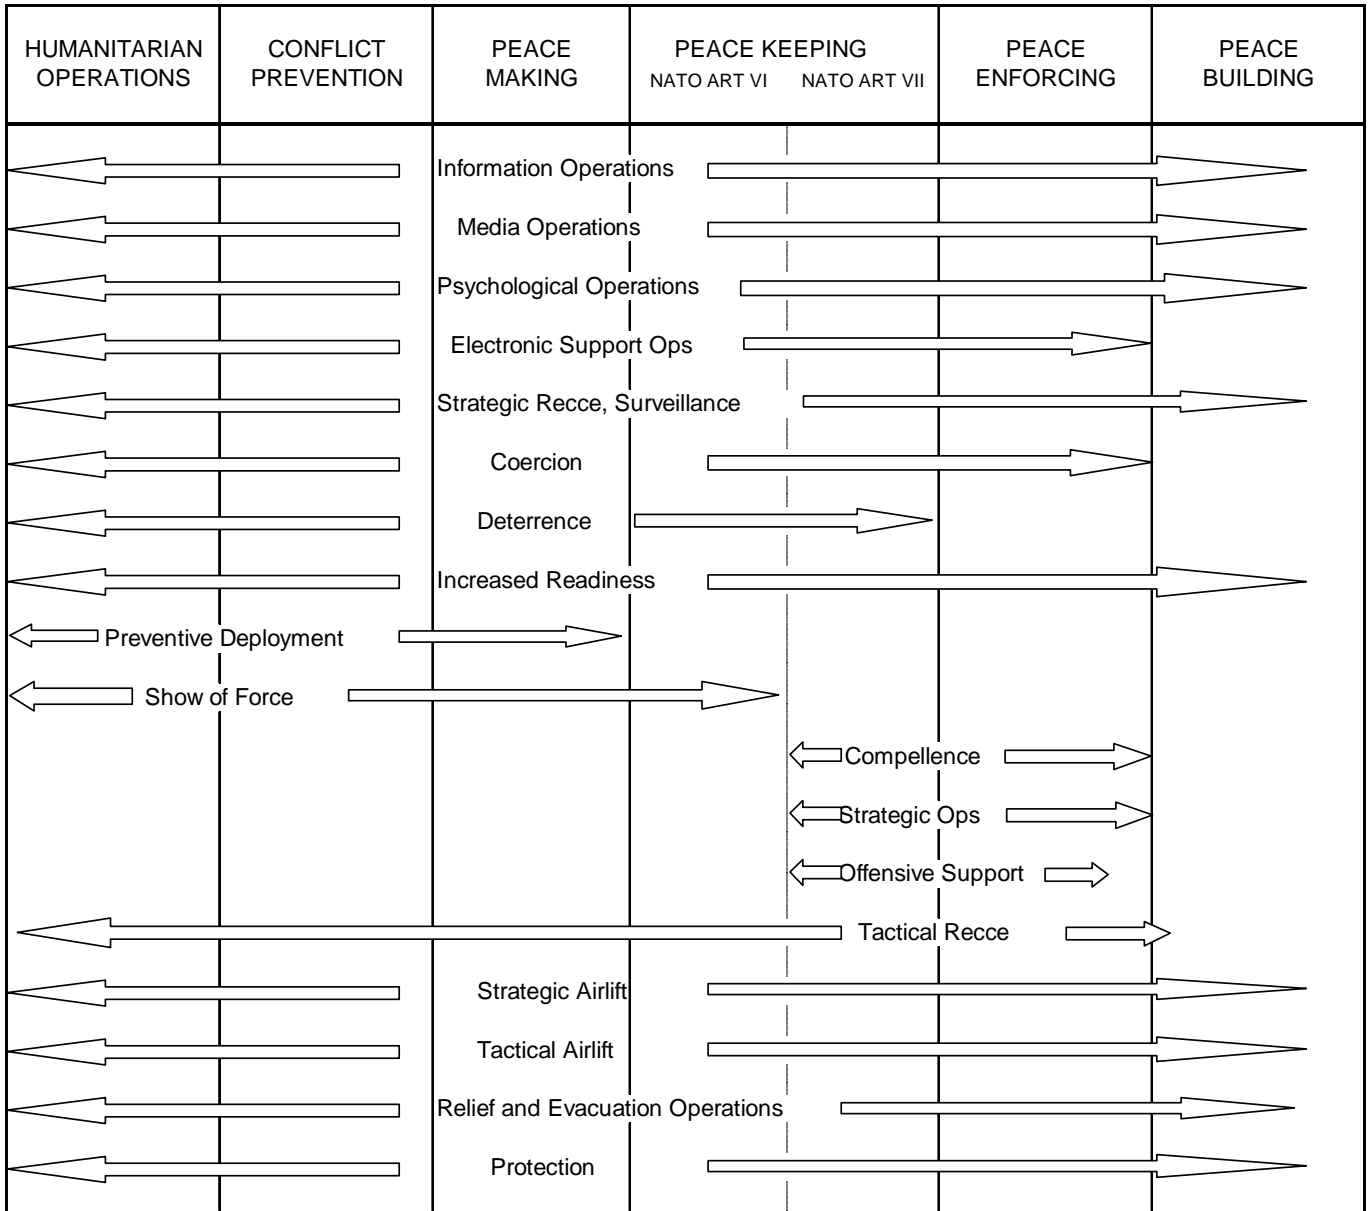 HUMANITARIAN OPERATIONS
CONFLICT PREVENTION
PEACE MAKING
PEACE KEEPING
NATO ART VI
NATO ART VII
PEACE ENFORCING
PEACE BUILDING
Information Operations
Media Operations
Psychological Operations
Electronic Support Ops
Strategic Recce, Surveillance
Coercion
Deterrence
Increased Readiness
Preventive Deployment
Show of Force
Compellence
Strategic Ops
Offensive Support
Tactical Recce
Strategic Airlift
Tactical Airlift
Relief and Evacuation Operations
Protection